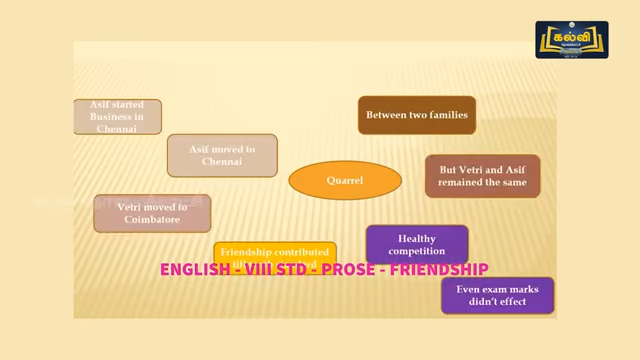 கல்வி
Asif started
Business in
Chennai
Between two families
Asif moved to
Chennai
Quarrel
But Vetri and Asif
remained the same
Vetri moved to
Coimbatore
Healthy
competition
Friendship contributed
ENGLISH - VIII STD - PROSE - FRIENDSHIP
Even exam marks
didn't effect